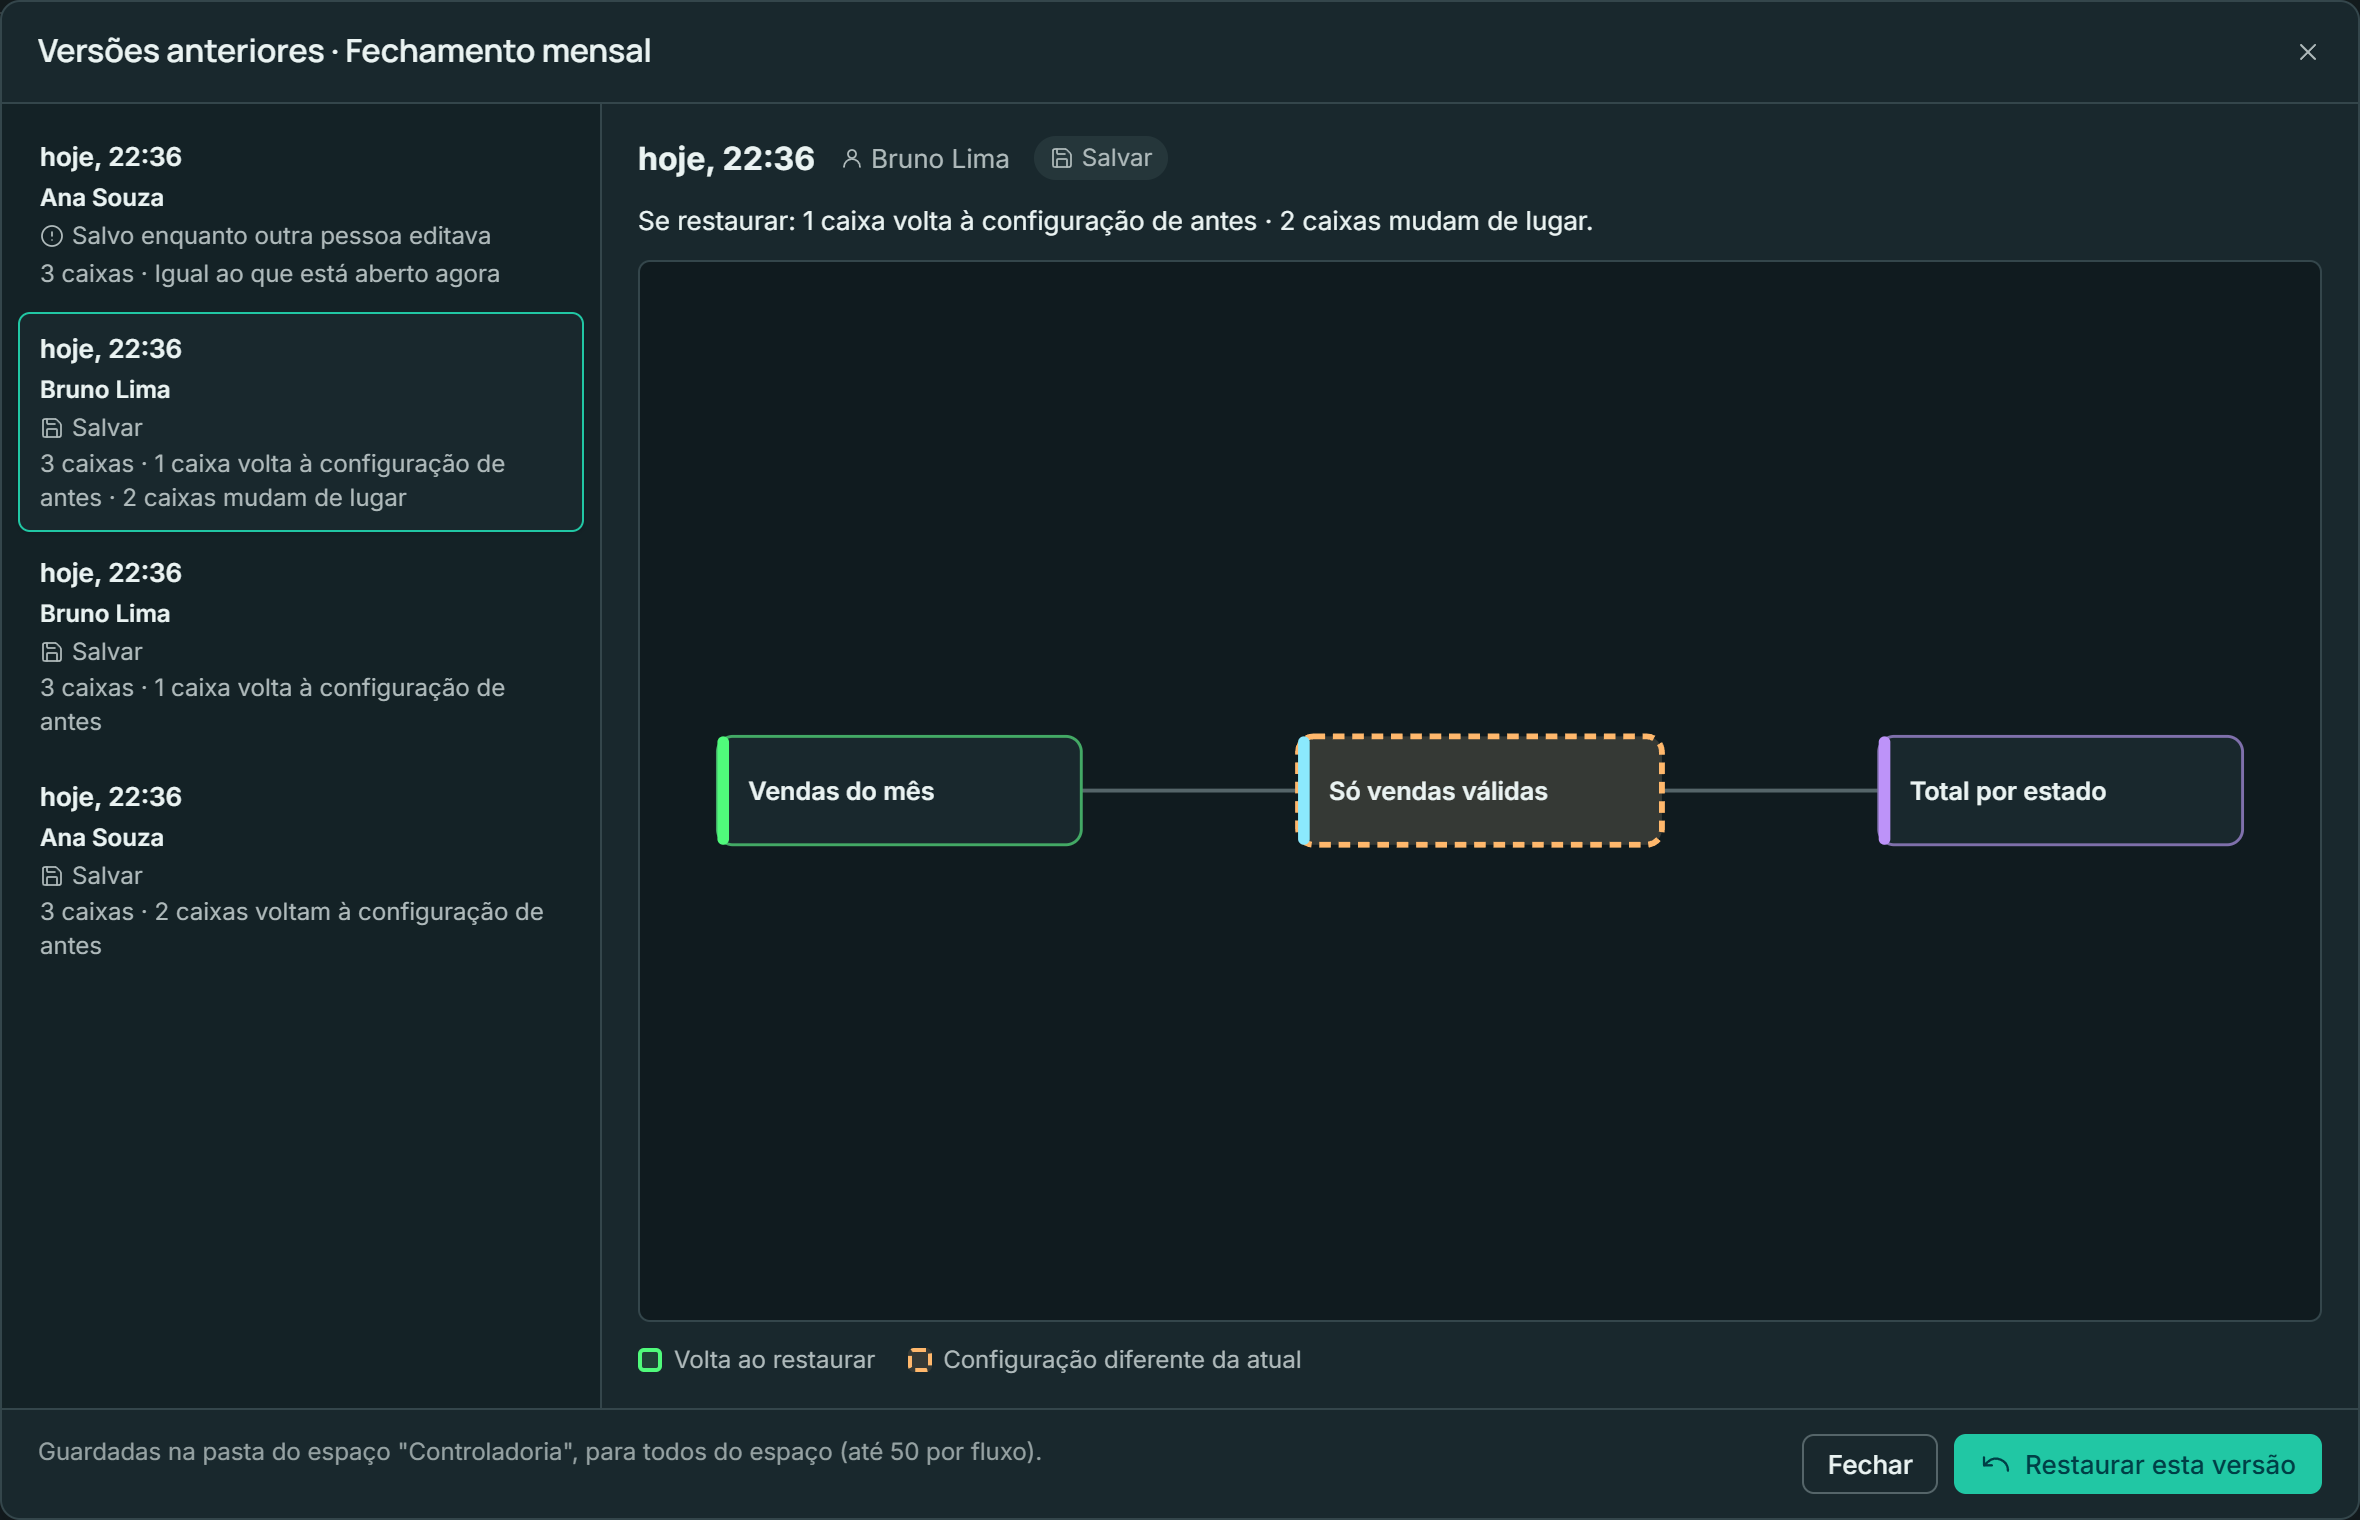 Versões anteriores · Fechamento mensal
hoje, 22:36
Ana Souza
Salvo enquanto outra pessoa editava
3 caixas · Igual ao que está aberto agora
hoje, 22:36
Bruno Lima
Salvar
3 caixas · 1 caixa volta à configuração de
antes · 2 caixas mudam de lugar
hoje, 22:36
Bruno Lima
Salvar
3 caixas · 1 caixa volta à configuração de
antes
hoje, 22:36
Ana Souza
Salvar
3 caixas · 2 caixas voltam à configuração de
antes
hoje, 22:36 Bruno Lima Salvar
Se restaurar: 1 caixa volta à configuração de antes · 2 caixas mudam de lugar.
Vendas do mês
Só vendas válidas
Total por estado
Volta ao restaurar Configuração diferente da atual
Guardadas na pasta do espaço "Controladoria", para todos do espaço (até 50 por fluxo).
Fechar
Restaurar esta versão